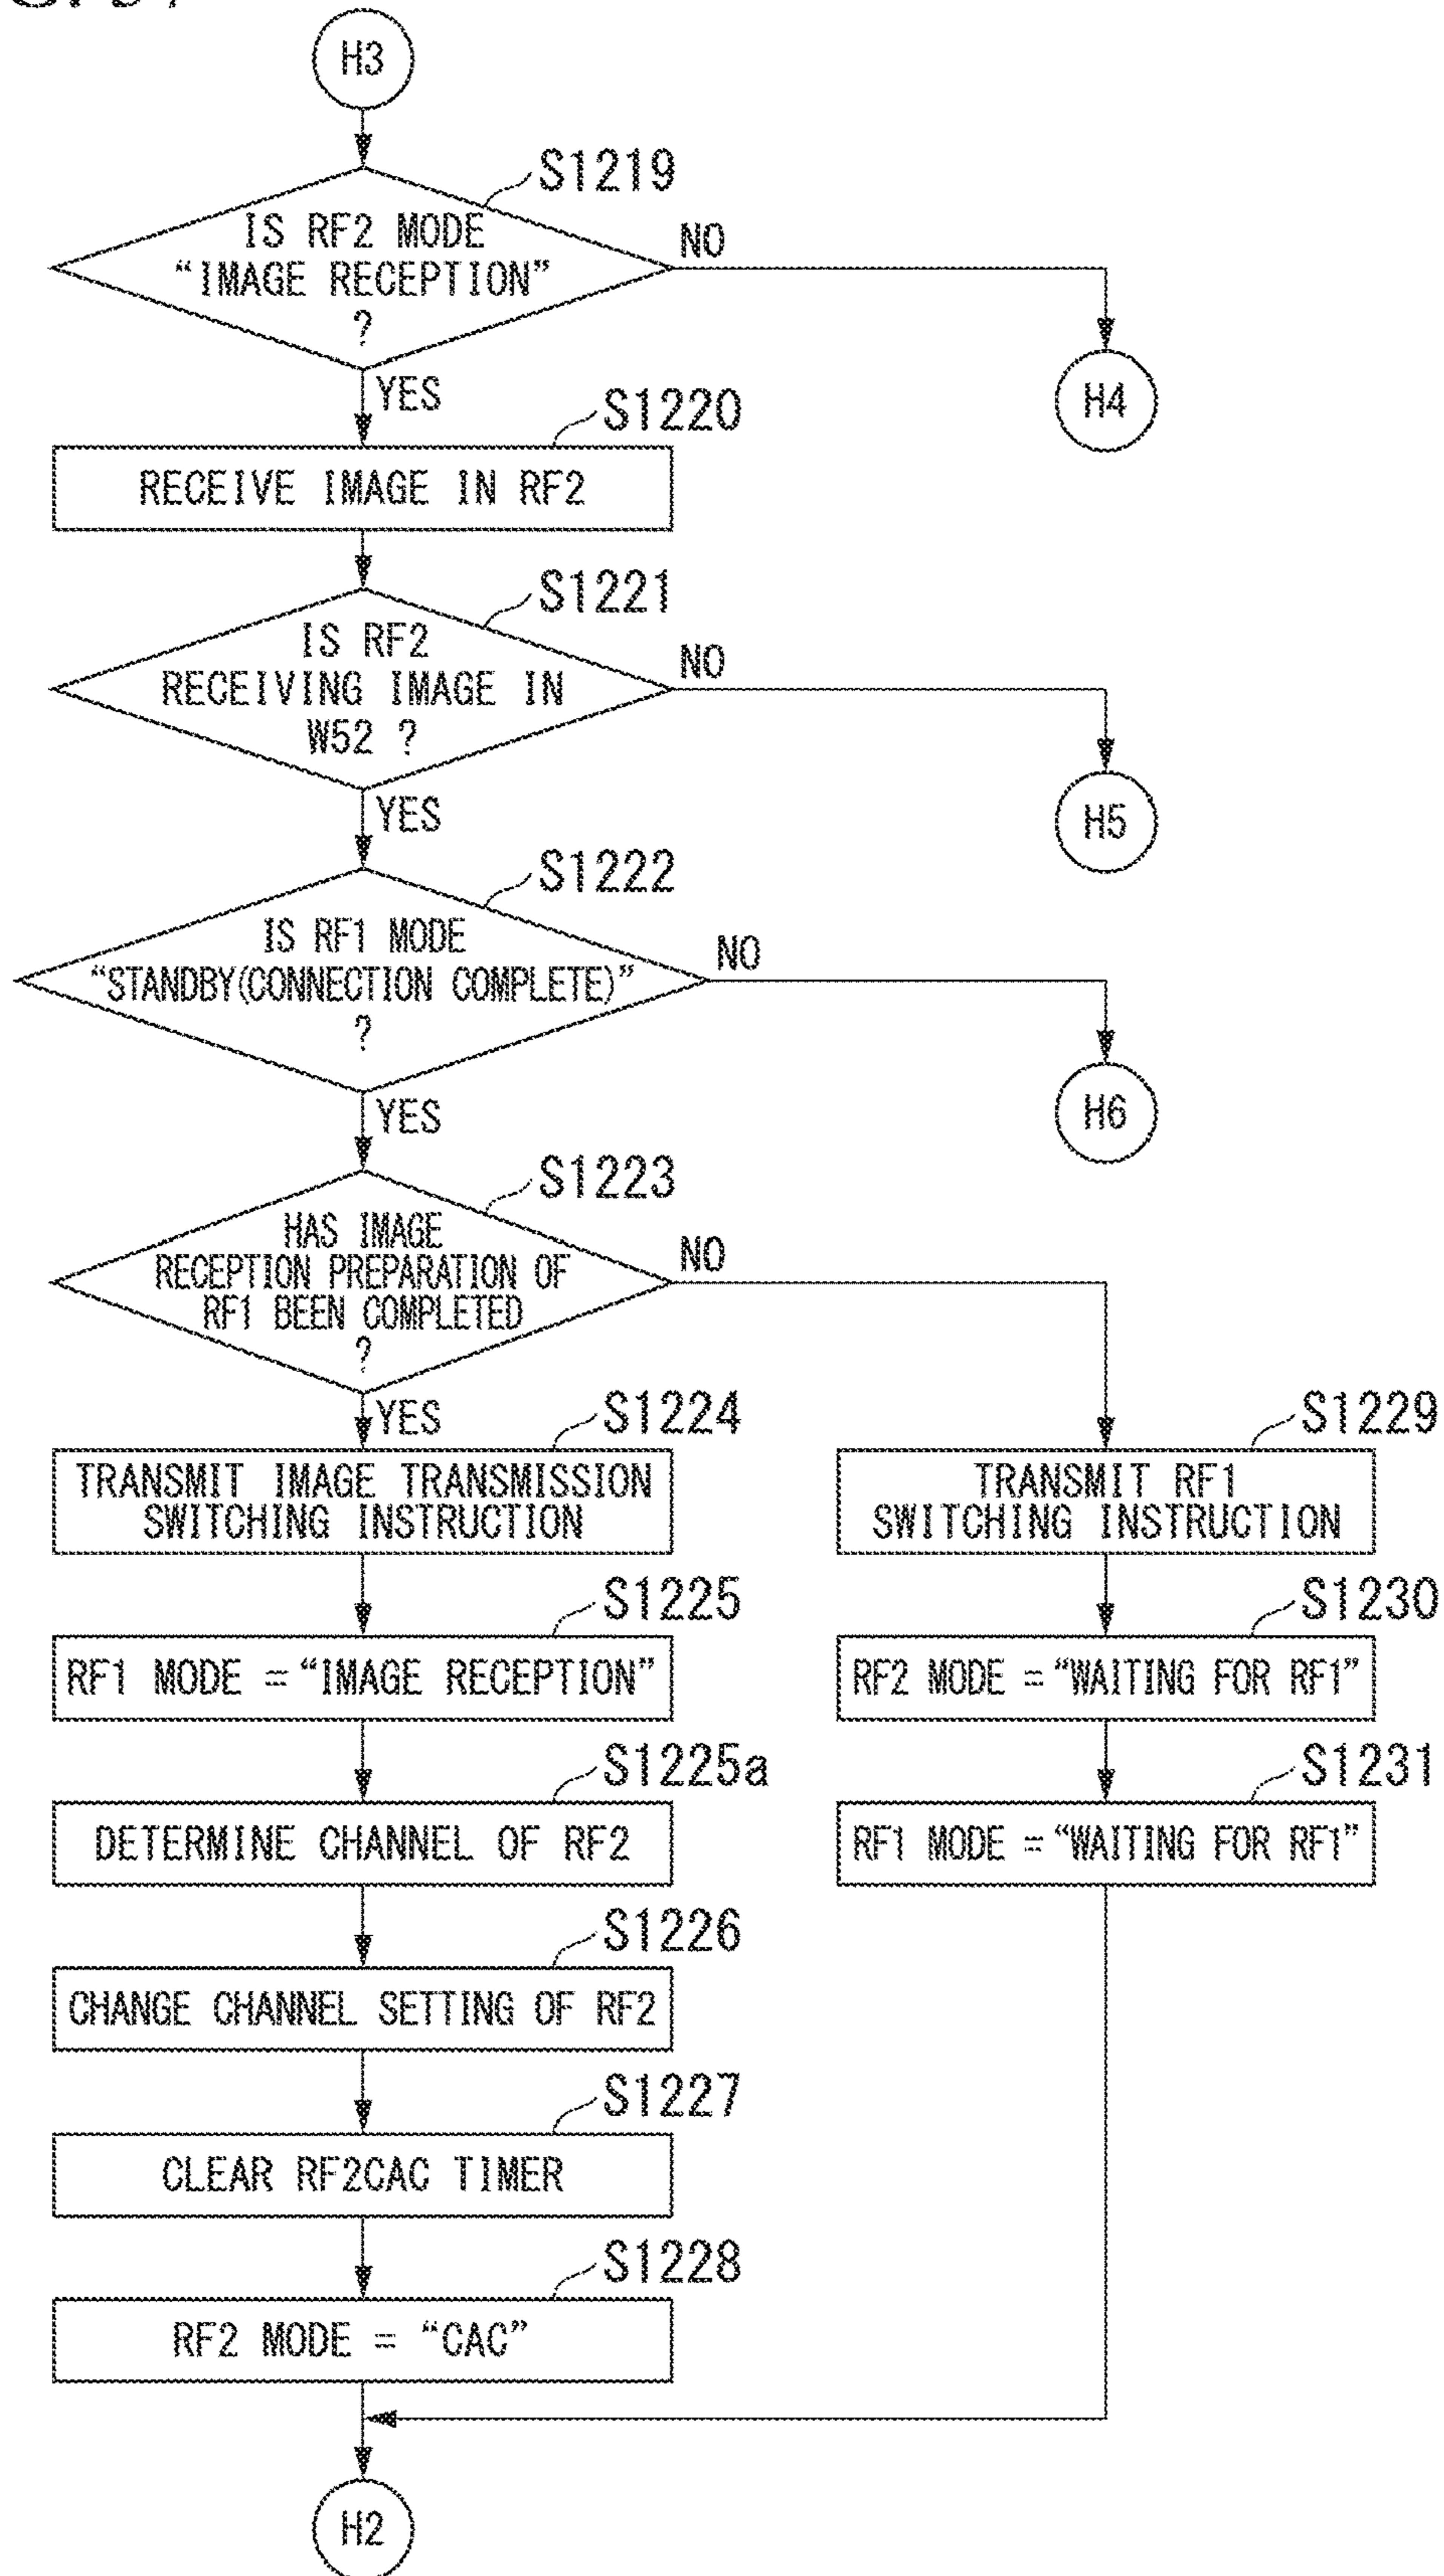 H3
S1219
IS RF2 MODE
“IMAGE RECEPTION”
?
NO
H4
YES
S1220
RECEIVE IMAGE IN RF2
S1221
IS RF2
RECEIVING IMAGE IN
W52 ?
NO
H5
YES
S1222
IS RF1 MODE
“STANDBY(CONNECTION COMPLETE)”
?
NO
H6
YES
S1223
HAS IMAGE
RECEPTION PREPARATION OF
RF1 BEEN COMPLETED
?
NO
YES
S1224
TRANSMIT IMAGE TRANSMISSION
SWITCHING INSTRUCTION
S1229
TRANSMIT RF1
SWITCHING INSTRUCTION
S1225
RF1 MODE =“IMAGE RECEPTION”
S1230
RF2 MODE =“WAITING FOR RF1”
S1225a
DETERMINE CHANNEL OF RF2
S1231
RF1 MODE =“WAITING FOR RF1”
S1226
CHANGE CHANNEL SETTING OF RF2
S1227
CLEAR RF2CAC TIMER
S1228
RF2 MODE = “CAC”
H2